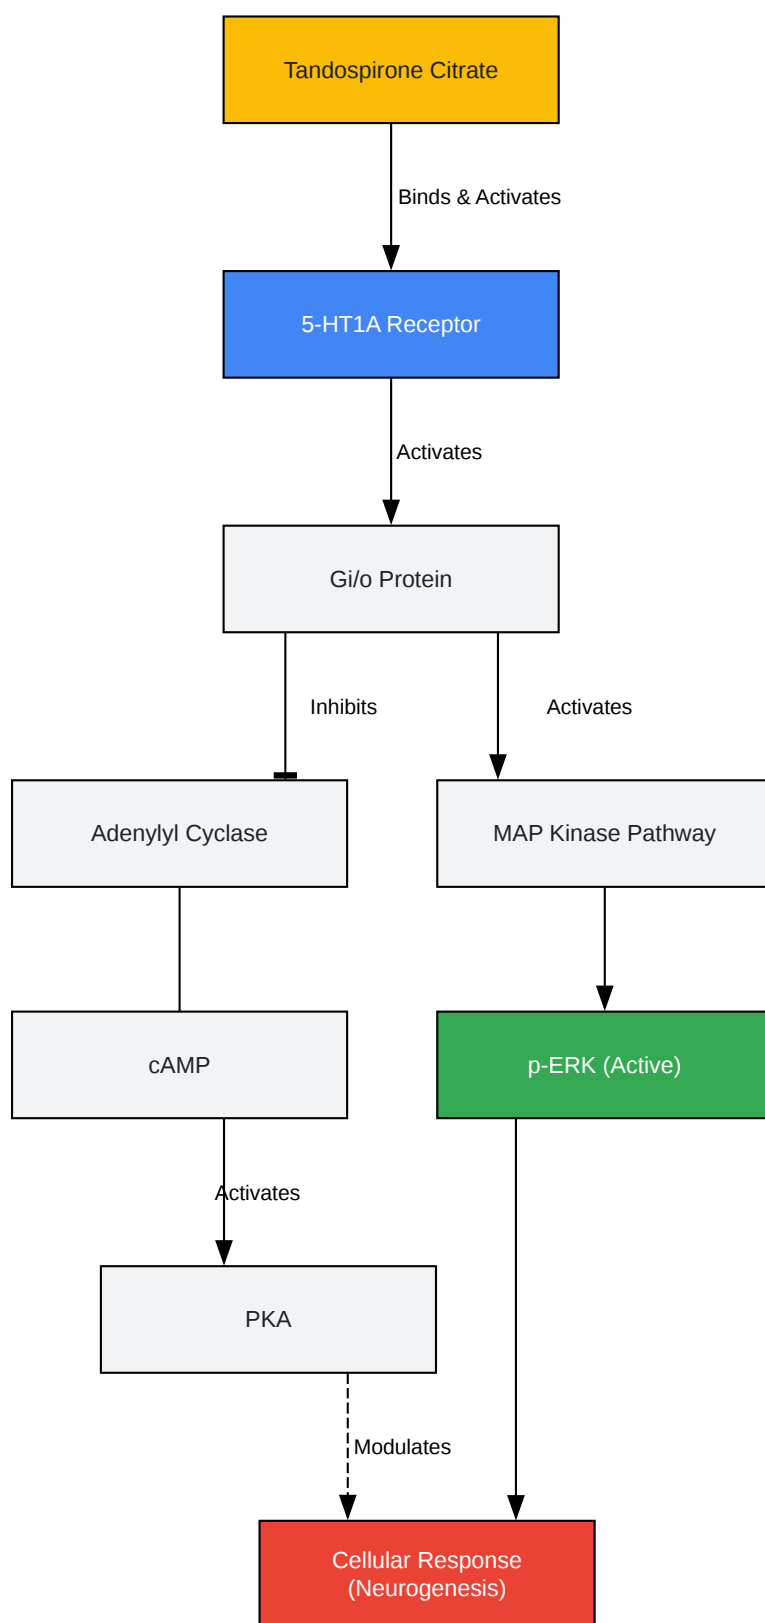 Tandospirone Citrate
Binds & Activates
5-HT1A Receptor
Activates
Gi/o Protein
Inhibits
Activates
Adenylyl Cyclase
MAP Kinase Pathway
cAMP
p-ERK (Active)
Activates
PKA
Modulates
Cellular Response
(Neurogenesis)